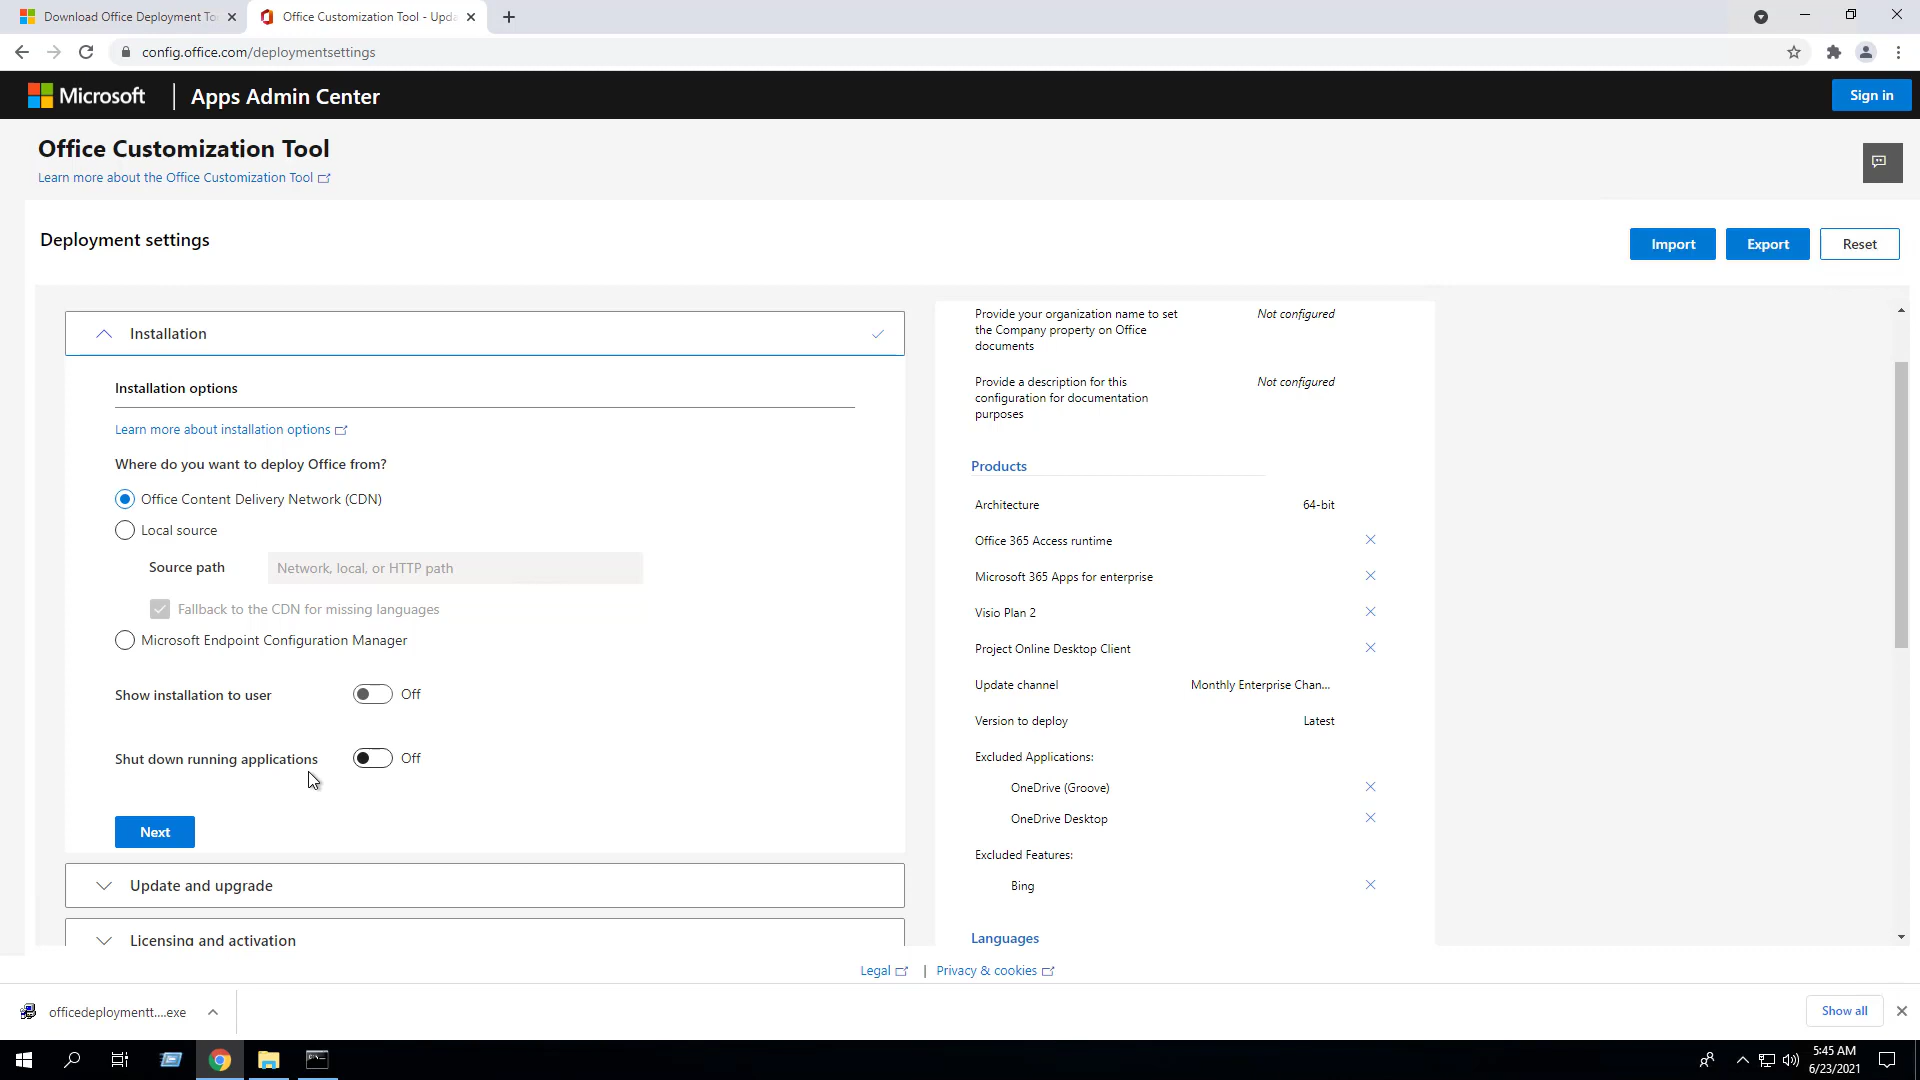 Download Office Deployment To
Office Customization Tool - Upda
config.office.com/deploymentsettings
Microsoft
Apps Admin Center
Sign in
Office Customization Tool
Learn more about the Office Customization Tool
Deployment settings
Import
Export
Reset
Installation
Installation options
Learn more about installation options
Where do you want to deploy Office from?
Office Content Delivery Network (CDN)
Local source
Source path
Network, local, or HTTP path
Fallback to the CDN for missing languages
Microsoft Endpoint Configuration Manager
Show installation to user
Off
Shut down running applications
Off
Next
Update and upgrade
Licensing and activation
Provide your organization name to set
the Company property on Office
documents
Not configured
Provide a description for this
configuration for documentation
purposes
Not configured
Products
Architecture
64-bit
Office 365 Access runtime
Microsoft 365 Apps for enterprise
Visio Plan 2
Project Online Desktop Client
Update channel
Monthly Enterprise Chan...
Version to deploy
Latest
Excluded Applications:
OneDrive (Groove)
OneDrive Desktop
Excluded Features:
Bing
Languages
Legal
|
Privacy & cookies
officedeploymentt....exe
Show all
5:45 AM
6/23/2021